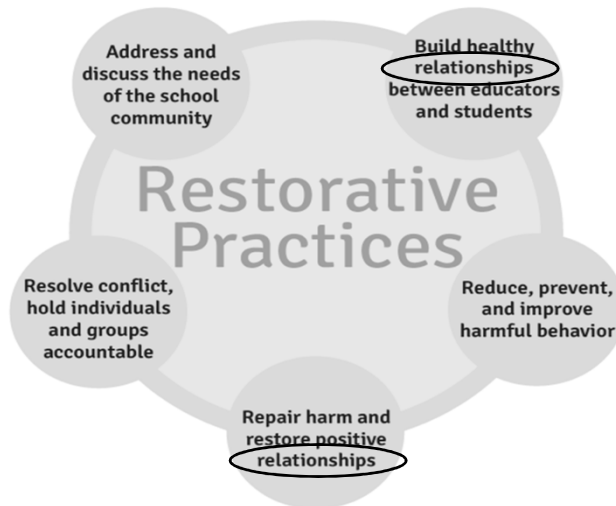 Address and
discuss the needs
of the school
community
Build healthy
relationships
between educators
and students
Restorative
Practices
Resolve conflict,
hold individuals
and groups
accountable
Reduce, prevent,
and improve
harmful behavior
Repair harm and
restore positive
relationships